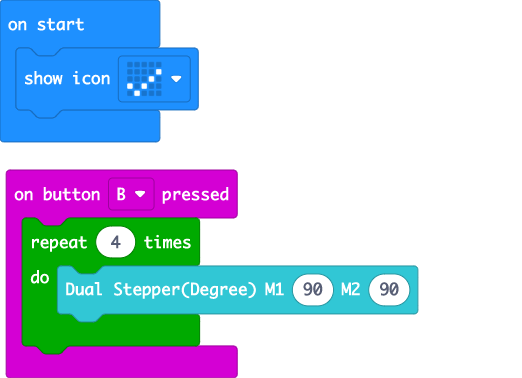 on start
show icon
on button B pressed
repeat 4 times
do
Dual Stepper(Degree) M1 90 M2 90